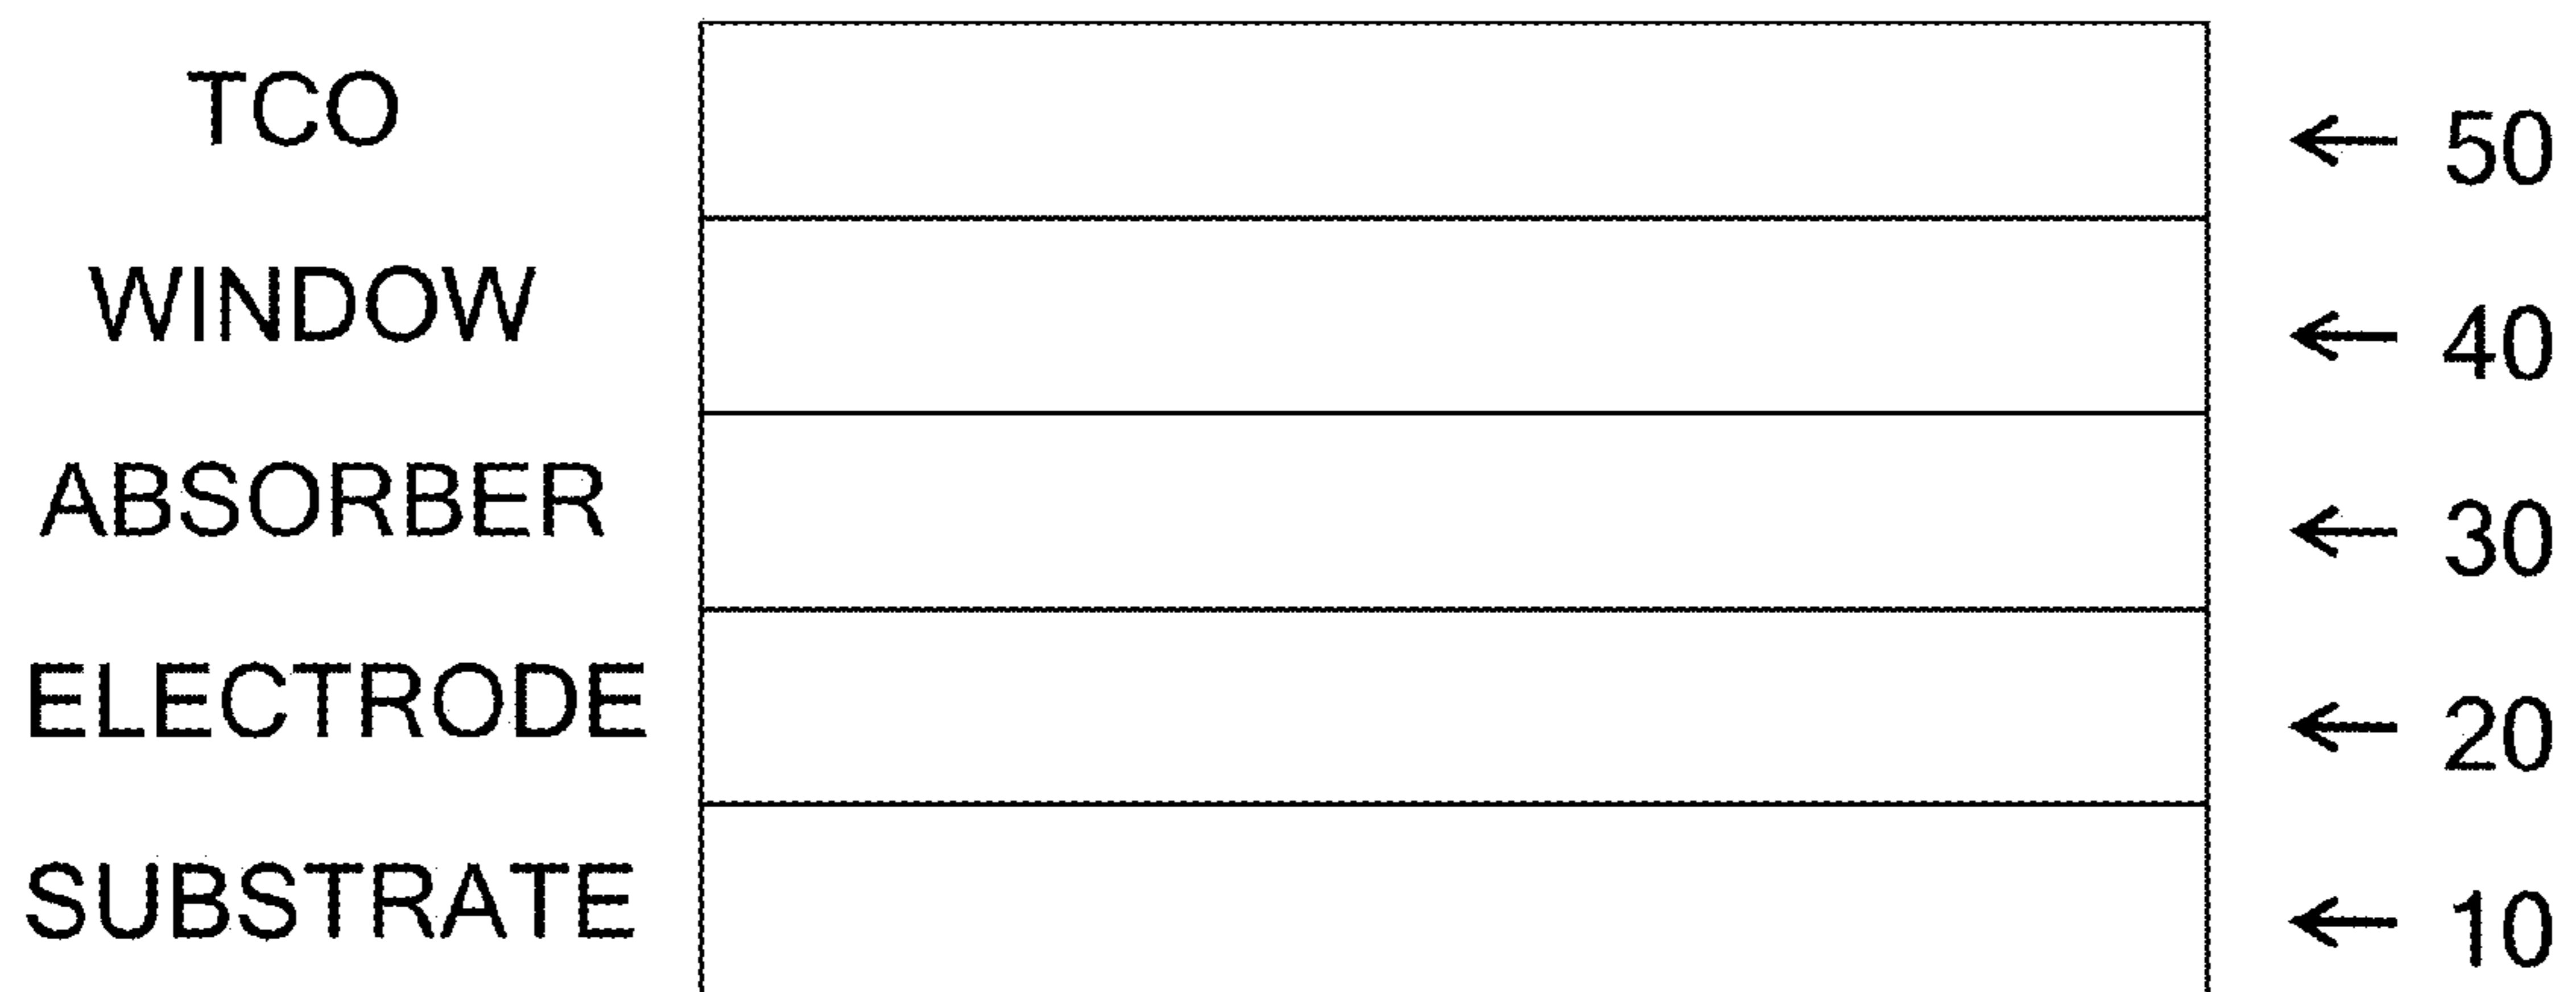 TCO ← 50
WINDOW ← 40
ABSORBER ← 30
ELECTRODE ← 20
SUBSTRATE ← 10